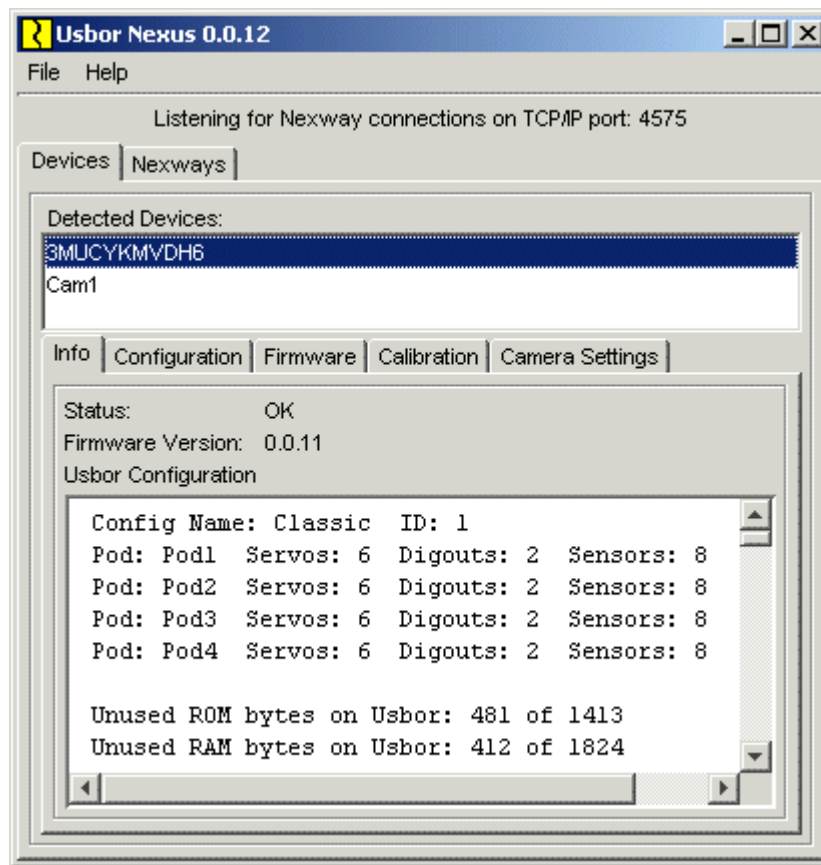 Usbor Nexus 0.0.12
File Help
Listening for Nexway connections on TCP/IP port: 4575
Devices Nexways
Detected Devices:
3MUCYKMVDH6
Cam1
Info Configuration Firmware Calibration Camera Settings
Status: OK
Firmware Version: 0.0.11
Usbor Configuration
Config Name: Classic ID: 1
Pod: Pod1 Servos: 6 Digouts: 2 Sensors: 8
Pod: Pod2 Servos: 6 Digouts: 2 Sensors: 8
Pod: Pod3 Servos: 6 Digouts: 2 Sensors: 8
Pod: Pod4 Servos: 6 Digouts: 2 Sensors: 8
Unused ROM bytes on Usbor: 481 of 1413
Unused RAM bytes on Usbor: 412 of 1824